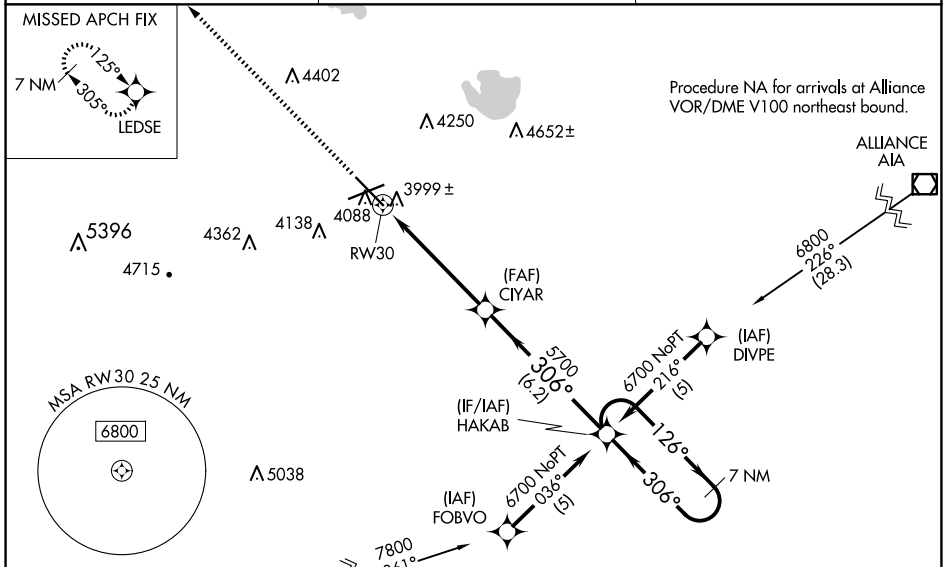 MISSED APCH FIX
125°
7 NM
305°
LEDSE
4402
4250
4652±
Procedure NA for arrivals at Alliance
VOR/DME V100 northeast bound.
ALLIANCE
AIA
3999±
4088
4138
4362
5396
4715
RW30
6800
226°
(28.3)
(FAF)
CIYAR
(IAF)
DIVPE
5700
306°
(6.2)
6700 NoPT
216°
(5)
(IF/IAF)
HAKAB
126°
306°
7 NM
MSA RW30 25 NM
6800
5038
6700 NoPT
036°
(5)
(IAF)
FOBVO
7800